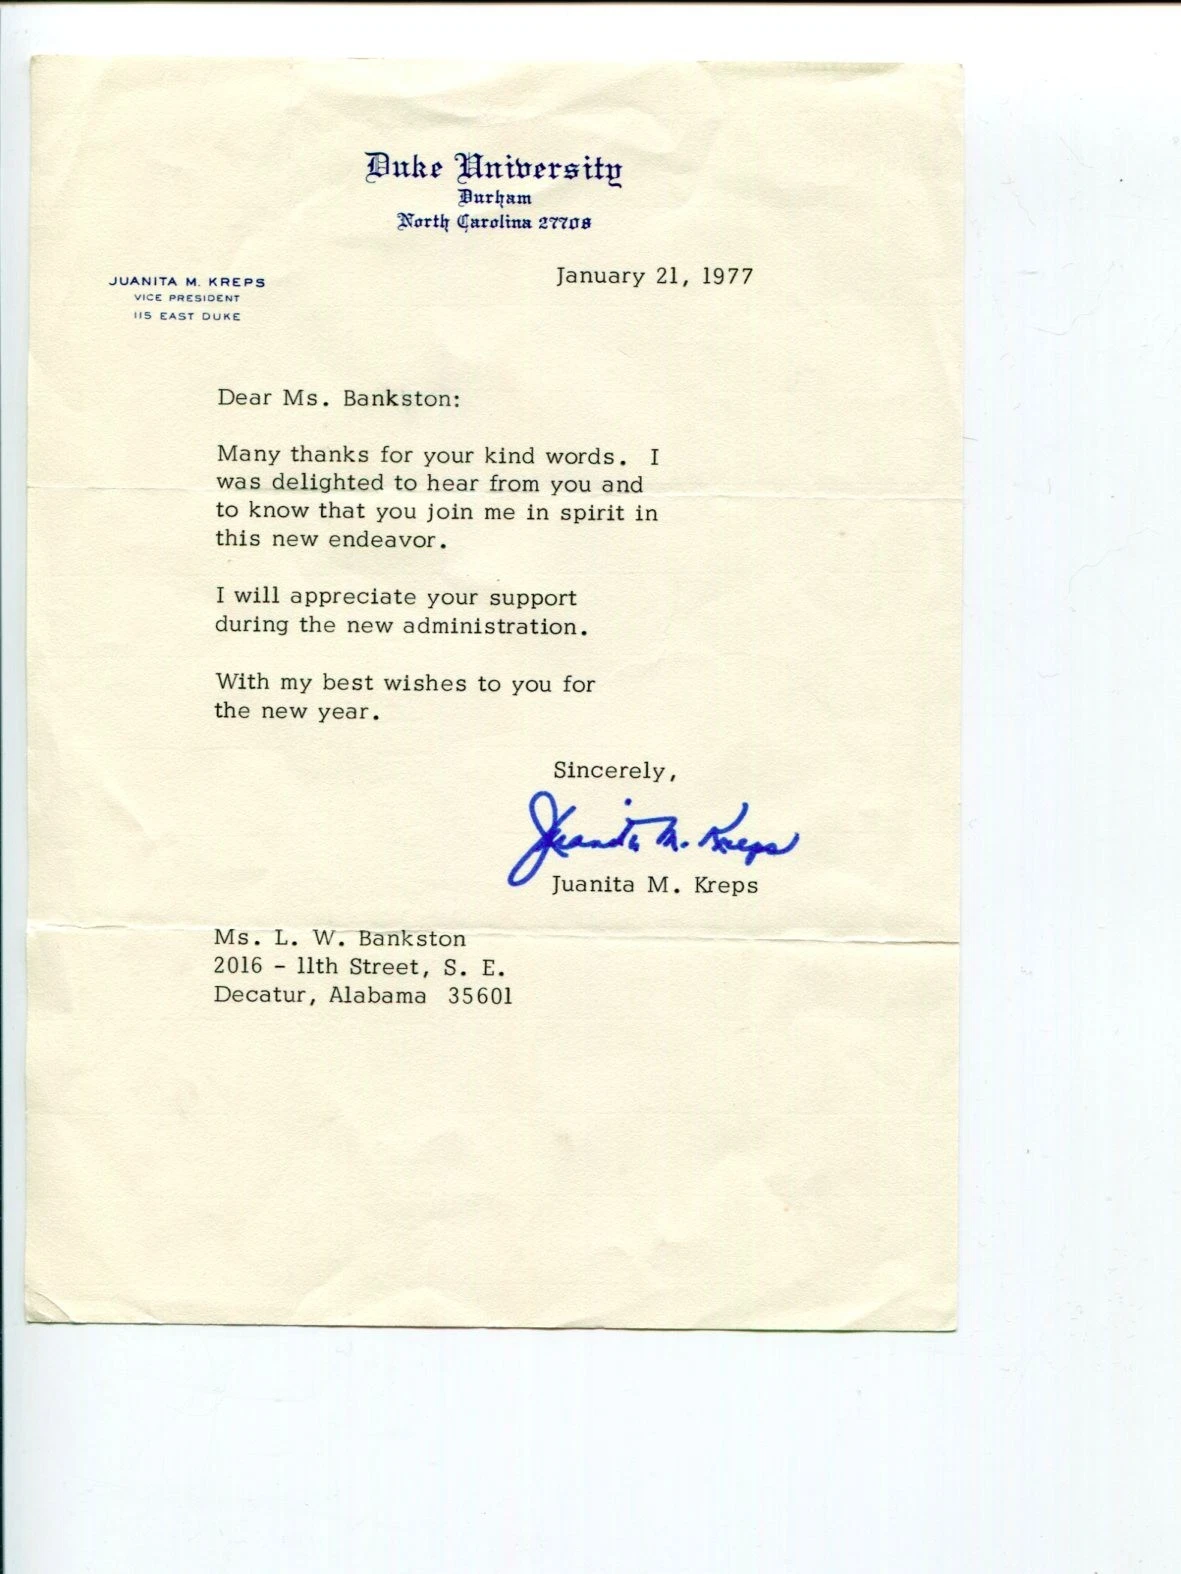 Duke University
Durham
North Carolina 27708
JUANITA M. KREPS
VICE PRESIDENT
115 EAST DUKE
January 21, 1977
Dear Ms. Bankston:
Many thanks for your kind words. I
was delighted to hear from you and
to know that you join me in spirit in
this new endeavor.
I will appreciate your support
during the new administration.
With my best wishes to you for
the new year.
Sincerely,
Juanita M. Kreps
Juanita M. Kreps
Ms. L. W. Bankston
2016 - 11th Street, S. E.
Decatur, Alabama 35601